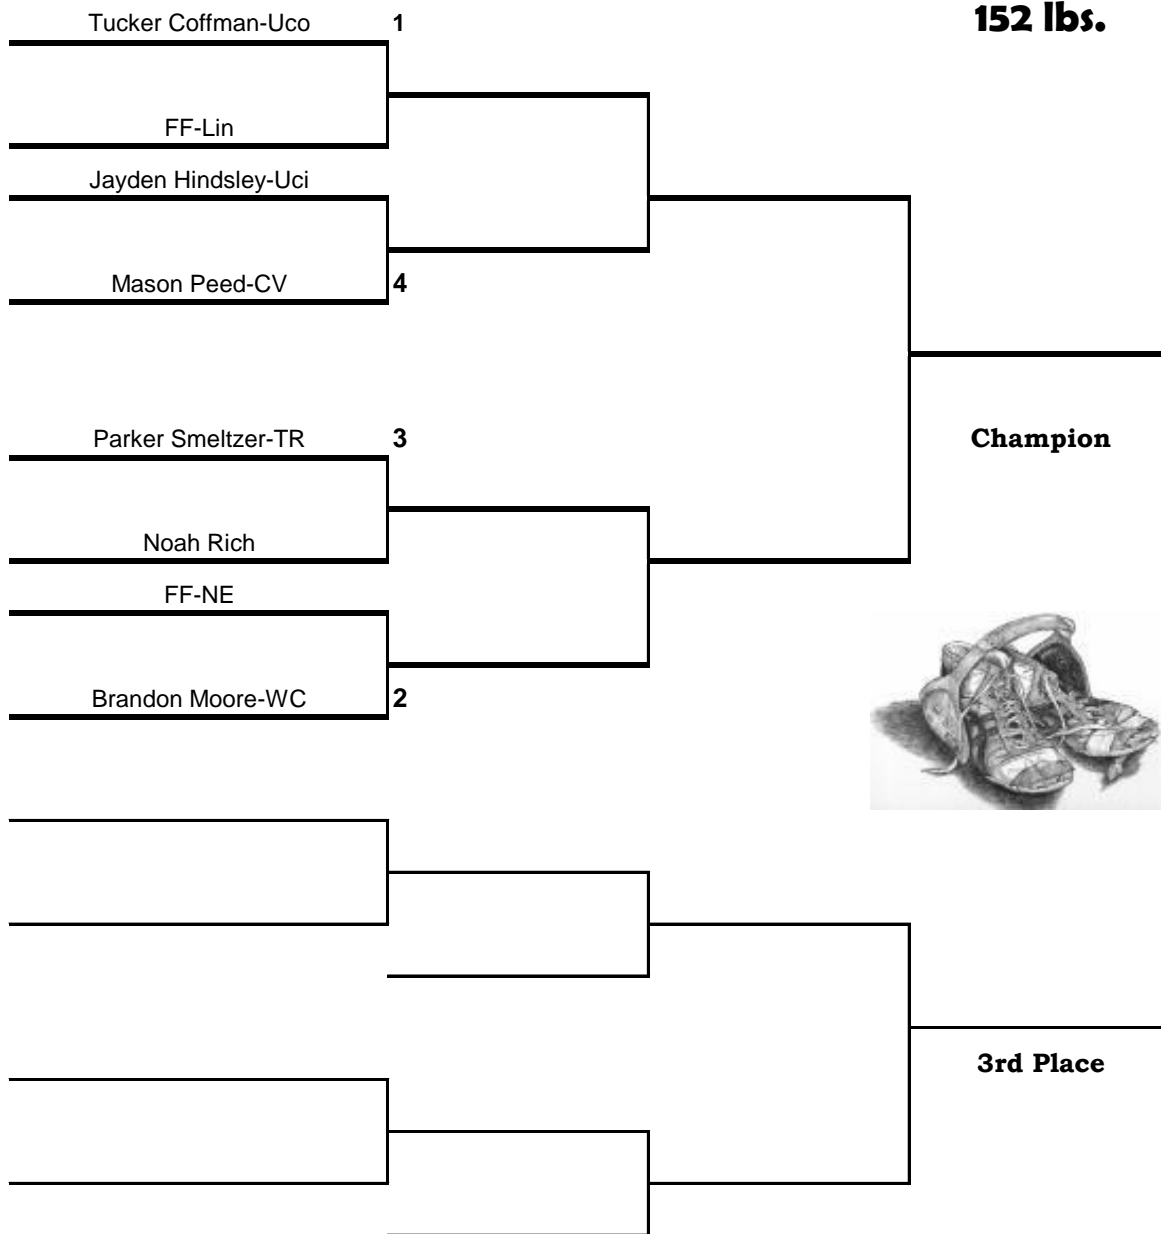 152 lbs.
Tucker Coffman-Uco 1
FF-Lin
Jayden Hindsley-Uci
Mason Peed-CV 4
Parker Smeltzer-TR 3
Champion
Noah Rich
FF-NE
Brandon Moore-WC 2
3rd Place